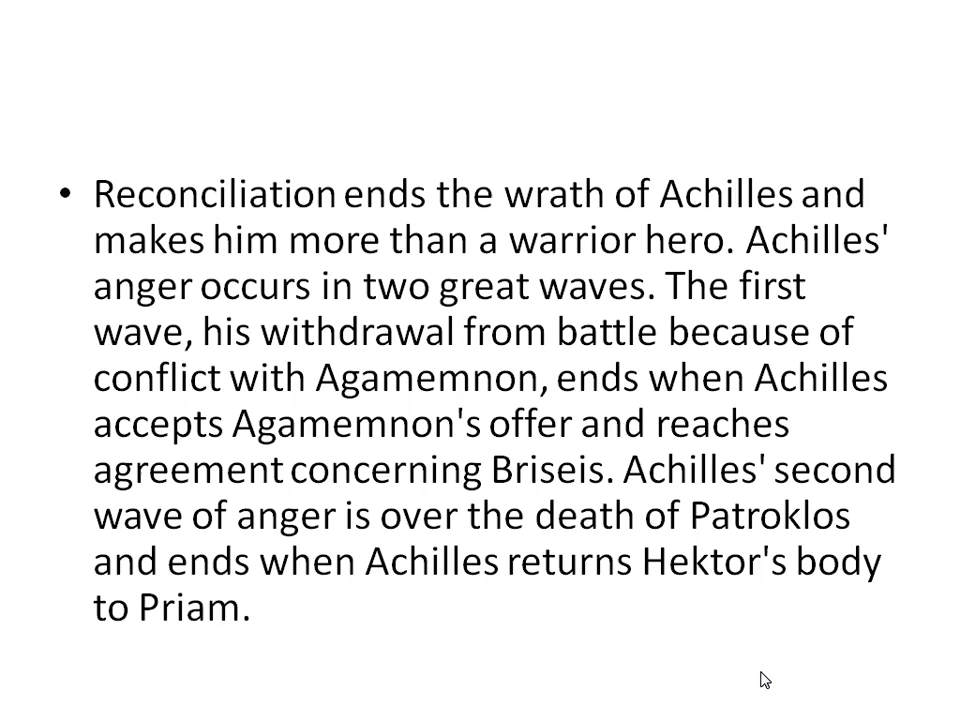 • Reconciliation ends the wrath of Achilles and
makes him more than a warrior hero. Achilles'
anger occurs in two great waves. The first
wave, his withdrawal from battle because of
conflict with Agamemnon, ends when Achilles
accepts Agamemnon's offer and reaches
agreement concerning Briseis. Achilles' second
wave of anger is over the death of Patroklos
and ends when Achilles returns Hektor's body
to Priam.